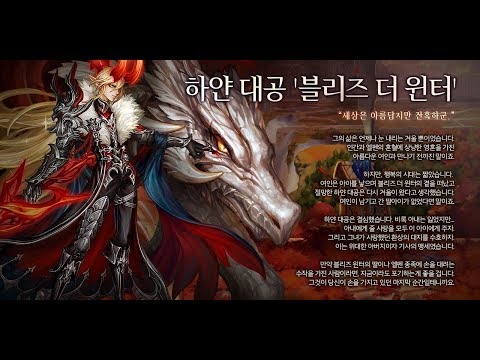 하얀 대공 '블리즈 더 윈터'
"세상은 아름답지만 잔혹하군."
그의 삶은 언제나 눈 내리는 겨울 뿐이었습니다.
인간과 엘펜의 혼혈에 상냥한 영혼을 가진
아름다운 여인과 만나기 전까진 말이죠.
하지만, 행복의 시대는 짧았습니다.
여인은 아이를 낳으며 블리즈 더 윈터의 곁을 떠났고
절망한 하얀 대공은 다시 겨울이 왔다고 생각했습니다.
여인이 남기고 간 딸아이가 없었다면 말이죠.
하얀 대공은 결심했습니다. 비록 아내는 잃었지만..
아내에게 줄 사랑을 모두 이 아이에게 주자.
그리고 그녀가 사랑했던 환상의 대지를 수호하자.
이는 위대한 아버지이자 기사의 맹세였습니다.
만약 블리즈 윈터의 딸이나 엘펜 종족에 손을 대려는
수작을 가진 사람이라면, 지금이라도 포기하는게 좋을 겁니다.
그것이 당신이 손을 가지고 있던 마지막 순간일테니까요.